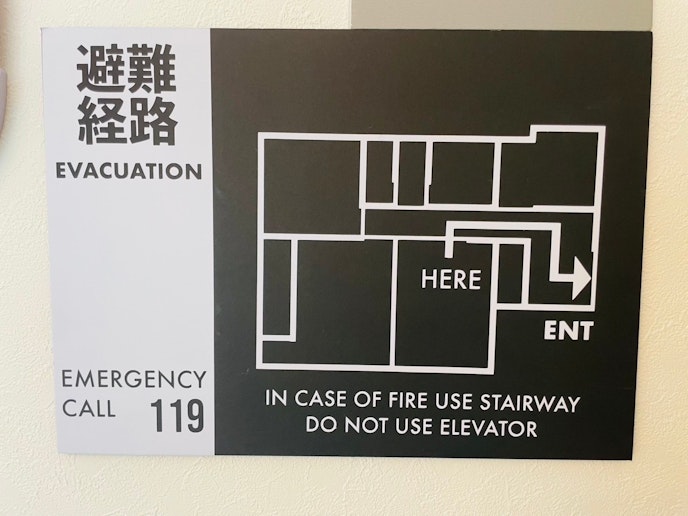 避難
経路
EVACUATION
EMERGENCY
CALL 119
HERE
ENT
IN CASE OF FIRE USE STAIRWAY
DO NOT USE ELEVATOR